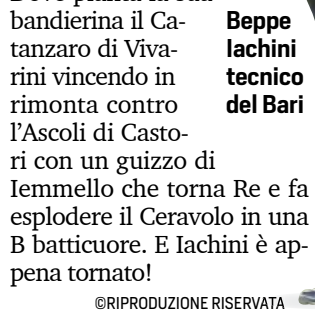 bandierina il Ca-
tanzaro di Viva-
rini vincendo in
rimonta contro
l’Ascoli di Casto-
ri con un guizzo di
Iemmello che torna Re e fa
esplodere il Ceravolo in una
B batticuore. E Iachini è ap-
pena tornato!
©RIPRODUZIONE RISERVATA
Beppe
Iachini
tecnico
del Bari